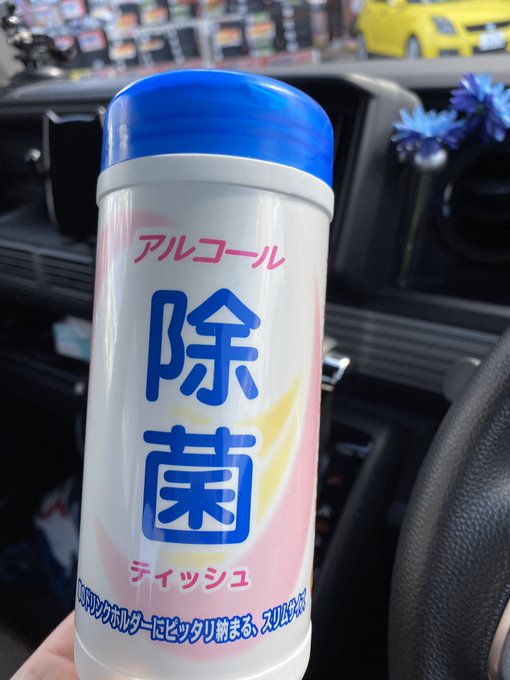 アルコール
除菌
ティッシュ
のドリンクホルダーにピッタリ納まる、スリムサイズ